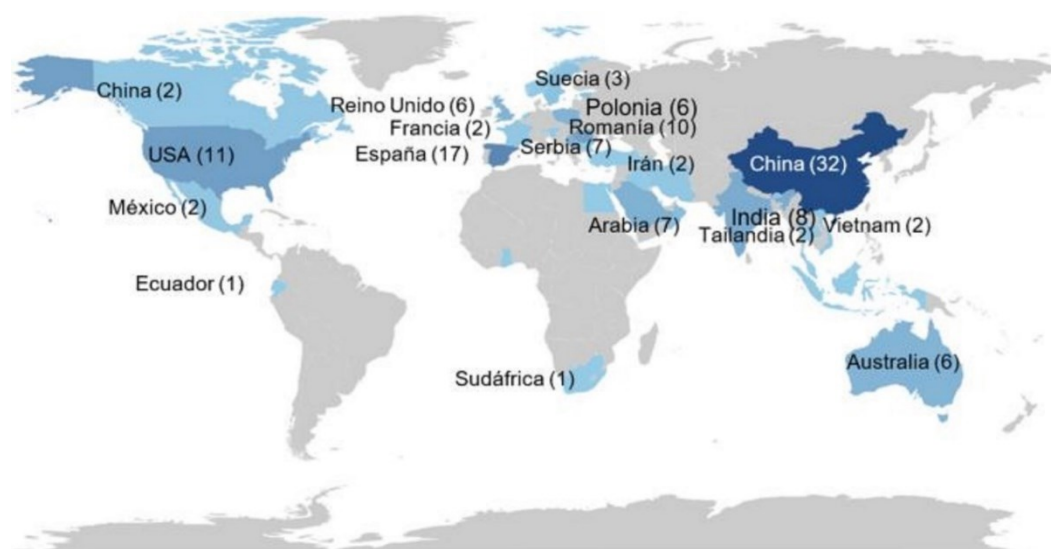 Suecia (3)
China (2)
Reino Unido (6)
Polonia (6)
Francia (2)
Romanía (10)
USA (11)
España (17)
Serbia (7)
Irán (2)
China (32)
México (2)
Arabia (7)
India (8)
Vietnam (2)
Tailandia (2)
Ecuador (1)
Australia (6)
Sudáfrica (1)